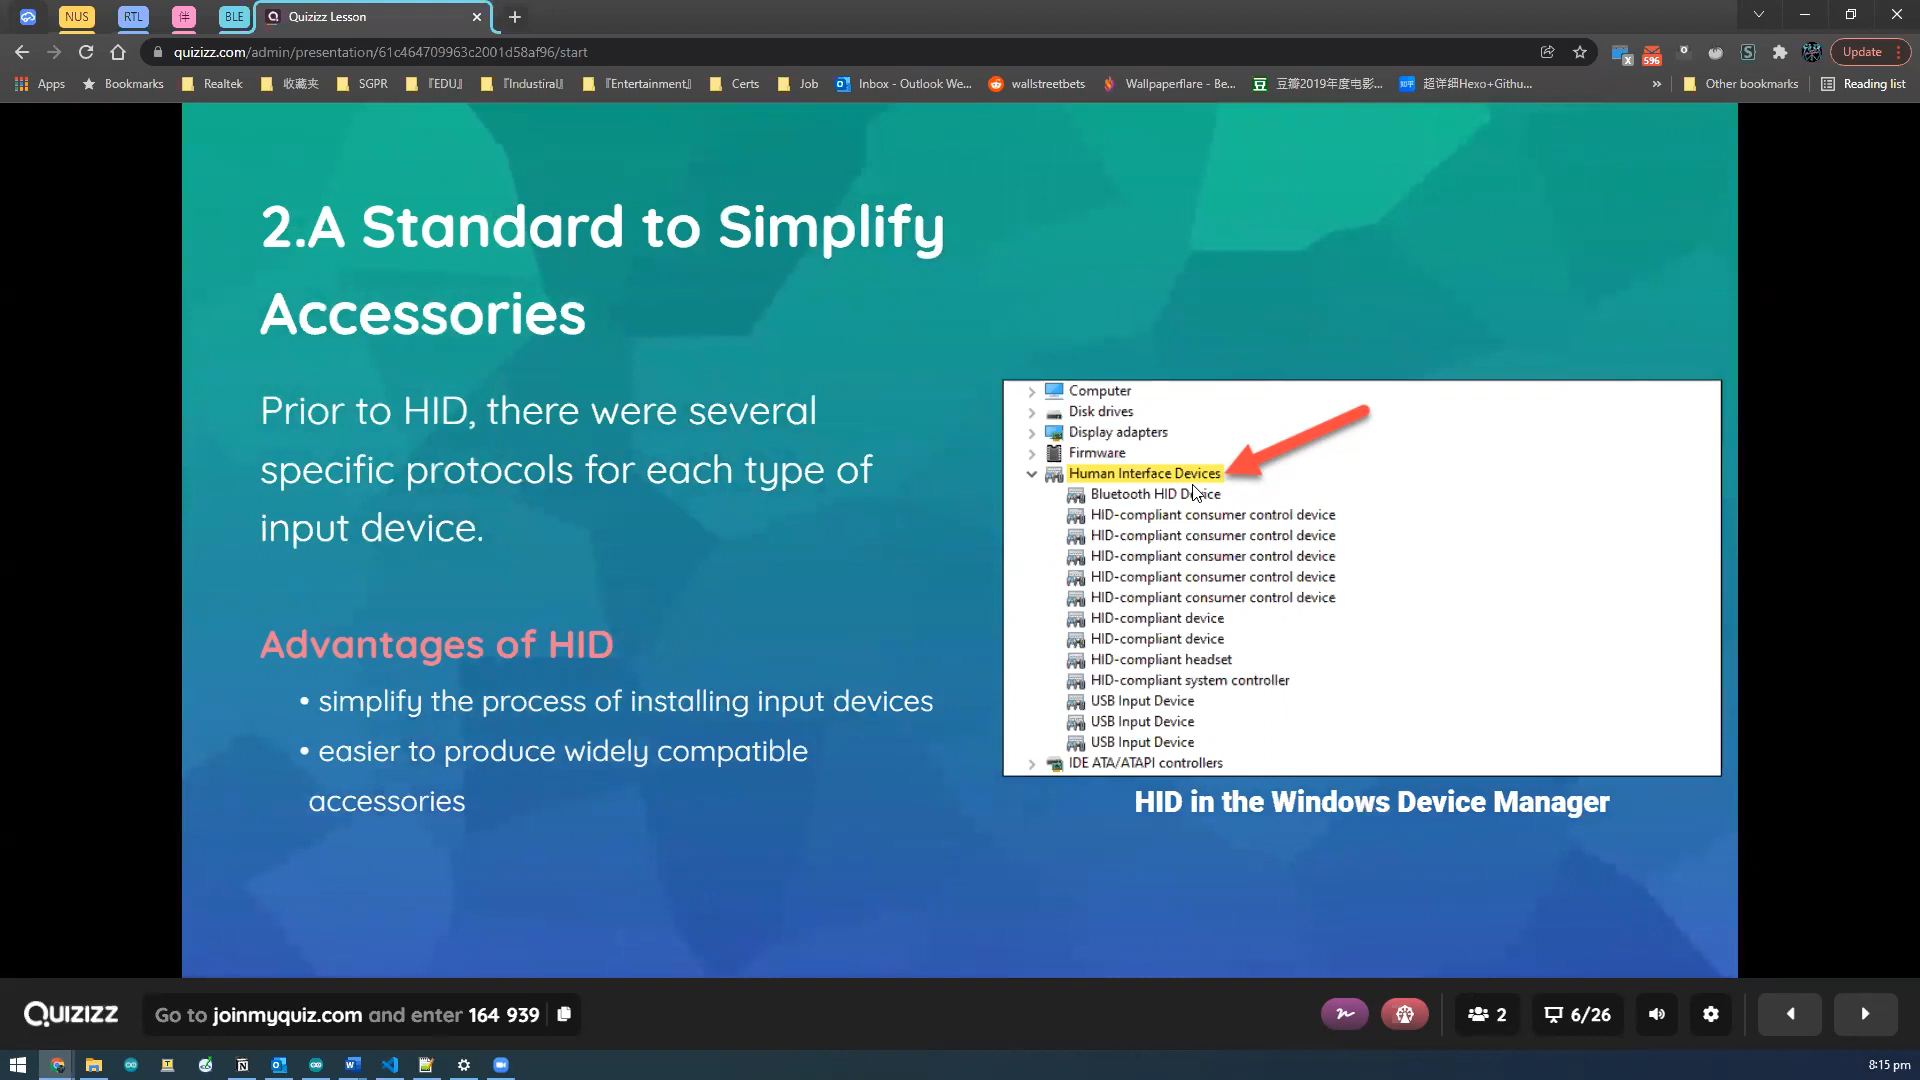 NUS
RTL
伴
BLE
Quizizz Lesson
quizizz.com/admin/presentation/61c464709963c2001d58af96/start
596
Update
Apps
Bookmarks
Realtek
收藏夹
SGPR
『EDU』
『Industiral』
『Entertainment』
Certs
Job
Inbox - Outlook We...
wallstreetbets
Wallpaperflare - Be...
豆瓣2019年度电影...
超详细Hexo+Githu...
Other bookmarks
Reading list
2.A Standard to Simplify
Accessories
Prior to HID, there were several
specific protocols for each type of
input device.
Advantages of HID
• simplify the process of installing input devices
• easier to produce widely compatible
accessories
Computer
Disk drives
Display adapters
Firmware
Human Interface Devices
Bluetooth HID Device
HID-compliant consumer control device
HID-compliant consumer control device
HID-compliant consumer control device
HID-compliant consumer control device
HID-compliant consumer control device
HID-compliant device
HID-compliant device
HID-compliant headset
HID-compliant system controller
USB Input Device
USB Input Device
USB Input Device
IDE ATA/ATAPI controllers
HID in the Windows Device Manager
QUIZIZZ
Go to joinmyquiz.com and enter 164 939
2
6/26
8:15 pm